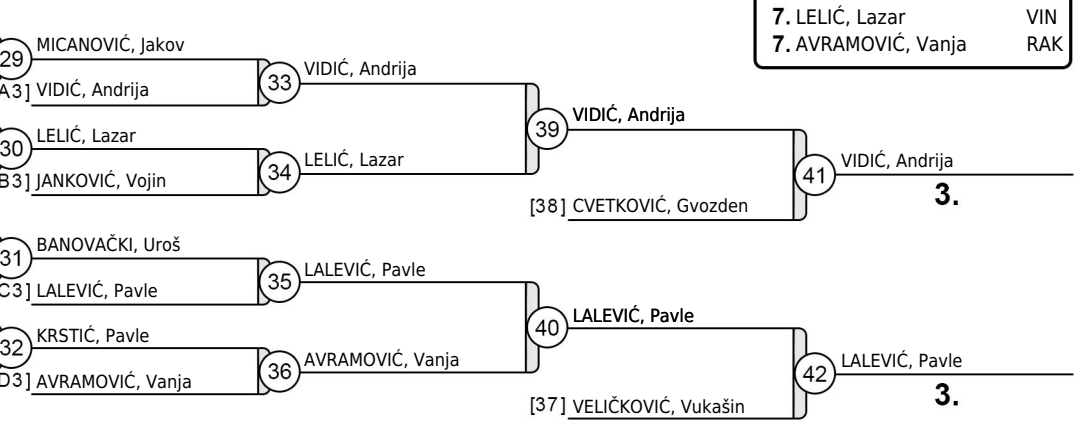 7. LELIĆ, Lazar VIN
7. AVRAMOVIĆ, Vanja RAK
29 MICANOVIĆ, Jakov
A3] VIDIĆ, Andrija
33 VIDIĆ, Andrija
30 LELIĆ, Lazar
B3] JANKOVIĆ, Vojin
34 LELIĆ, Lazar
39 VIDIĆ, Andrija
[38] CVETKOVIĆ, Gvozden
41 VIDIĆ, Andrija
3.
31 BANOVAČKI, Uroš
C3] LALEVIĆ, Pavle
35 LALEVIĆ, Pavle
32 KRSTIĆ, Pavle
D3] AVRAMOVIĆ, Vanja
36 AVRAMOVIĆ, Vanja
40 LALEVIĆ, Pavle
[37] VELIČKOVIĆ, Vukašin
42 LALEVIĆ, Pavle
3.